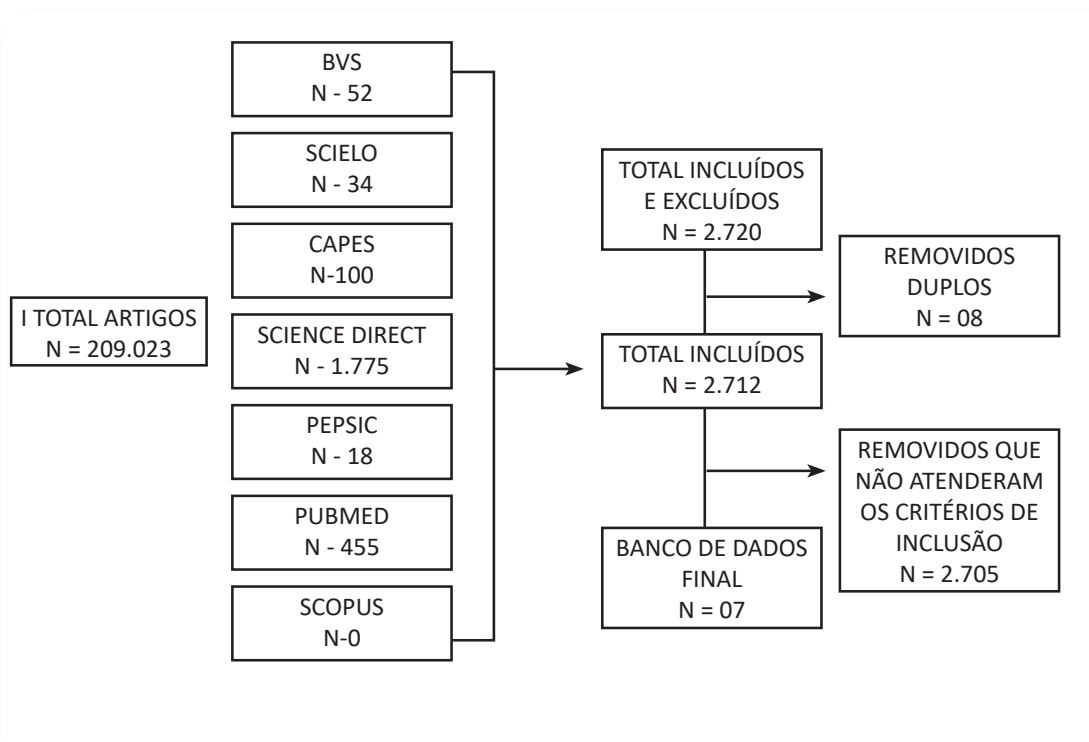 I TOTAL ARTIGOS
N = 209.023
BVS
N - 52
SCIELO
N - 34
CAPES
N-100
SCIENCE DIRECT
N - 1.775
PEPSIC
N - 18
PUBMED
N - 455
SCOPUS
N-0
TOTAL INCLUÍDOS
E EXCLUÍDOS
N = 2.720
REMOVIDOS
DUPLOS
N = 08
TOTAL INCLUÍDOS
N = 2.712
REMOVIDOS QUE
NÃO ATENDERAM
OS CRITÉRIOS DE
INCLUSÃO
N = 2.705
BANCO DE DADOS
FINAL
N = 07